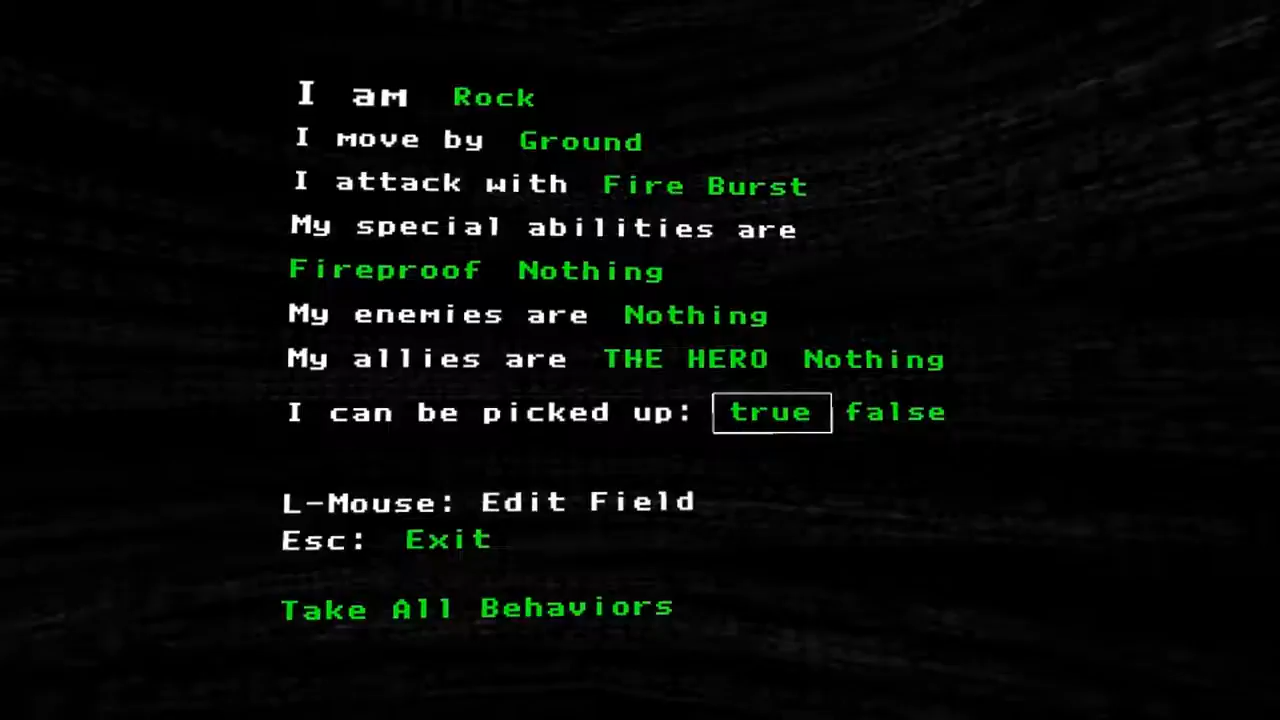 I am Rock
I move by Ground
I attack with Fire Burst
My special abilities are
Fireproof Nothing
My enemies are Nothing
My allies are THE HERO Nothing
I can be picked up: true false
L-Mouse: Edit Field
Esc: Exit
Take All Behaviors